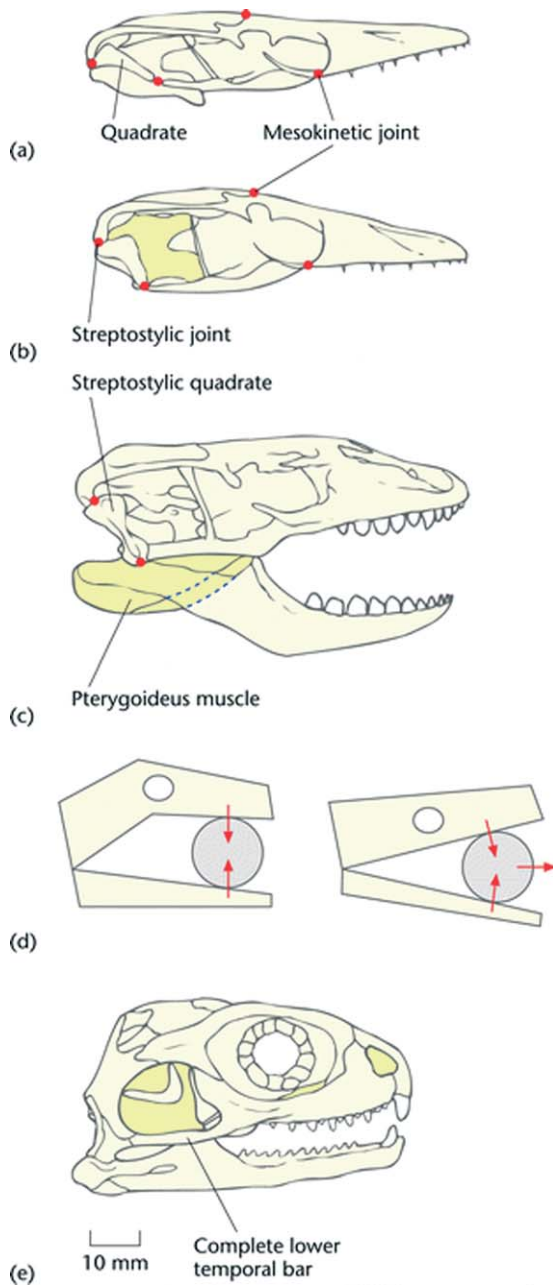 Quadrate
Mesokinetic joint
(a)
Streptostylic joint
(b)
Streptostylic quadrate
Pterygoideus muscle
(c)
(d)
10 mm
Complete lower
temporal bar
(e)